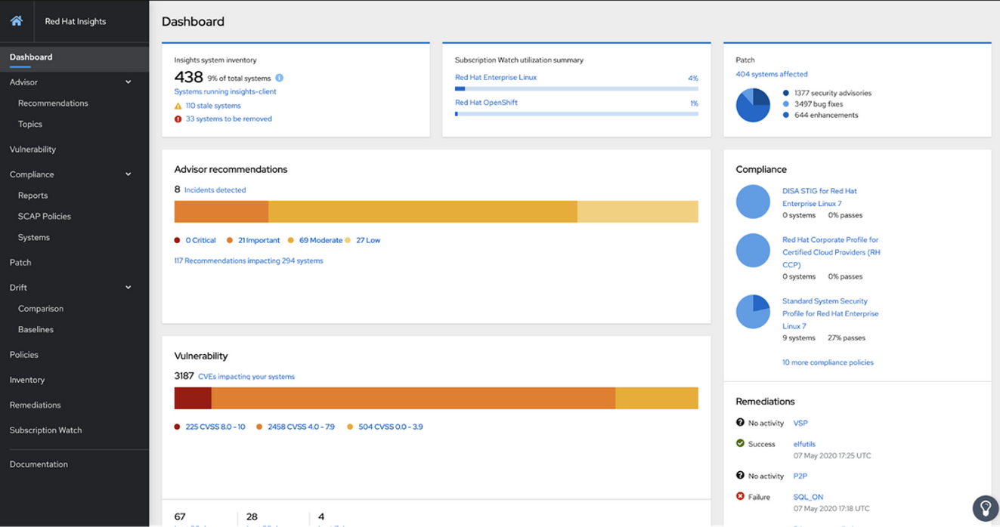 Red Hat Insights
Dashboard
Advisor
Recommendations
Topics
Vulnerability
Compliance
Reports
SCAP Policies
Systems
Patch
Drift
Comparison
Baselines
Policies
Inventory
Remediations
Subscription Watch
Documentation
Dashboard
Insights system inventory
438 9% of total systems
Systems running insights-client
110 stale systems
33 systems to be removed
Subscription Watch utilization summary
Red Hat Enterprise Linux 4%
Red Hat OpenShift 1%
Patch
404 systems affected
1377 security advisories
3497 bug fixes
644 enhancements
Advisor recommendations
8 Incidents detected
0 Critical 21 Important 69 Moderate 27 Low
117 Recommendations impacting 294 systems
Vulnerability
3187 CVEs impacting your systems
225 CVSS 8.0 - 10 2458 CVSS 4.0 - 7.9 504 CVSS 0.0 - 3.9
67 28 4
Compliance
DISA STIG for Red Hat
Enterprise Linux 7
0 systems 0% passes
Red Hat Corporate Profile for
Certified Cloud Providers (RH
CCP)
0 systems 0% passes
Standard System Security
Profile for Red Hat Enterprise
Linux 7
9 systems 27% passes
10 more compliance policies
Remediations
No activity VSP
Success elfutils
07 May 2020 17:25 UTC
No activity P2P
Failure SQL_ON
07 May 2020 17:18 UTC